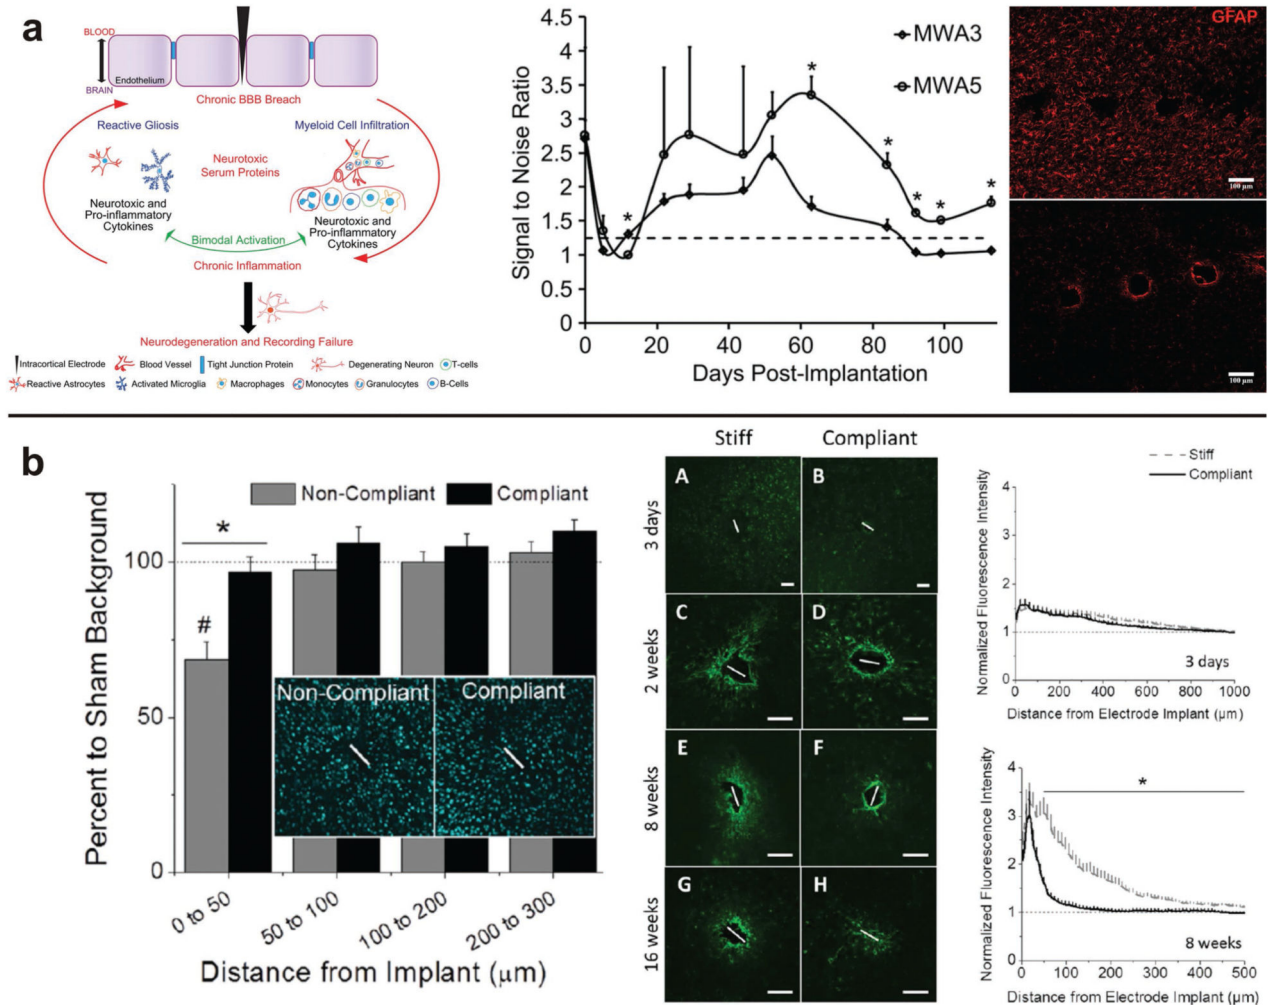 a
BLOOD
BRAIN
Endothelium
Chronic BBB Breach
Reactive Gliosis
Myeloid Cell Infiltration
Neurotoxic
Serum Proteins
Neurotoxic and
Pro-inflammatory
Cytokines
Neurotoxic and
Pro-inflammatory
Cytokines
Bimodal Activation
Chronic Inflammation
Neurodegeneration and Recording Failure
Intracortical Electrode
Blood Vessel
Tight Junction Protein
Degenerating Neuron
T-cells
Reactive Astrocytes
Activated Microglia
Macrophages
Monocytes
Granulocytes
B-Cells
Signal to Noise Ratio
4.5
4
3.5
3
2.5
2
1.5
1
0.5
0
MWA3
MWA5
*
*
*
*
*
*
0 20 40 60 80 100
Days Post-Implantation
GFAP
100 μm
100 μm
b
Percent to Sham Background
100
50
0
Non-Compliant
Compliant
*
#
Non-Compliant
Compliant
0 to 50
50 to 100
100 to 200
200 to 300
Distance from Implant (μm)
Stiff
Compliant
3 days
A
B
2 weeks
C
D
8 weeks
E
F
16 weeks
G
H
Stiff
Compliant
Normalized Fluorescence Intensity
4
3
2
1
3 days
0 200 400 600 800 1000
Distance from Electrode Implant (μm)
Normalized Fluorescence Intensity
4
3
2
1
0
*
8 weeks
0 100 200 300 400 500
Distance from Electrode Implant (μm)